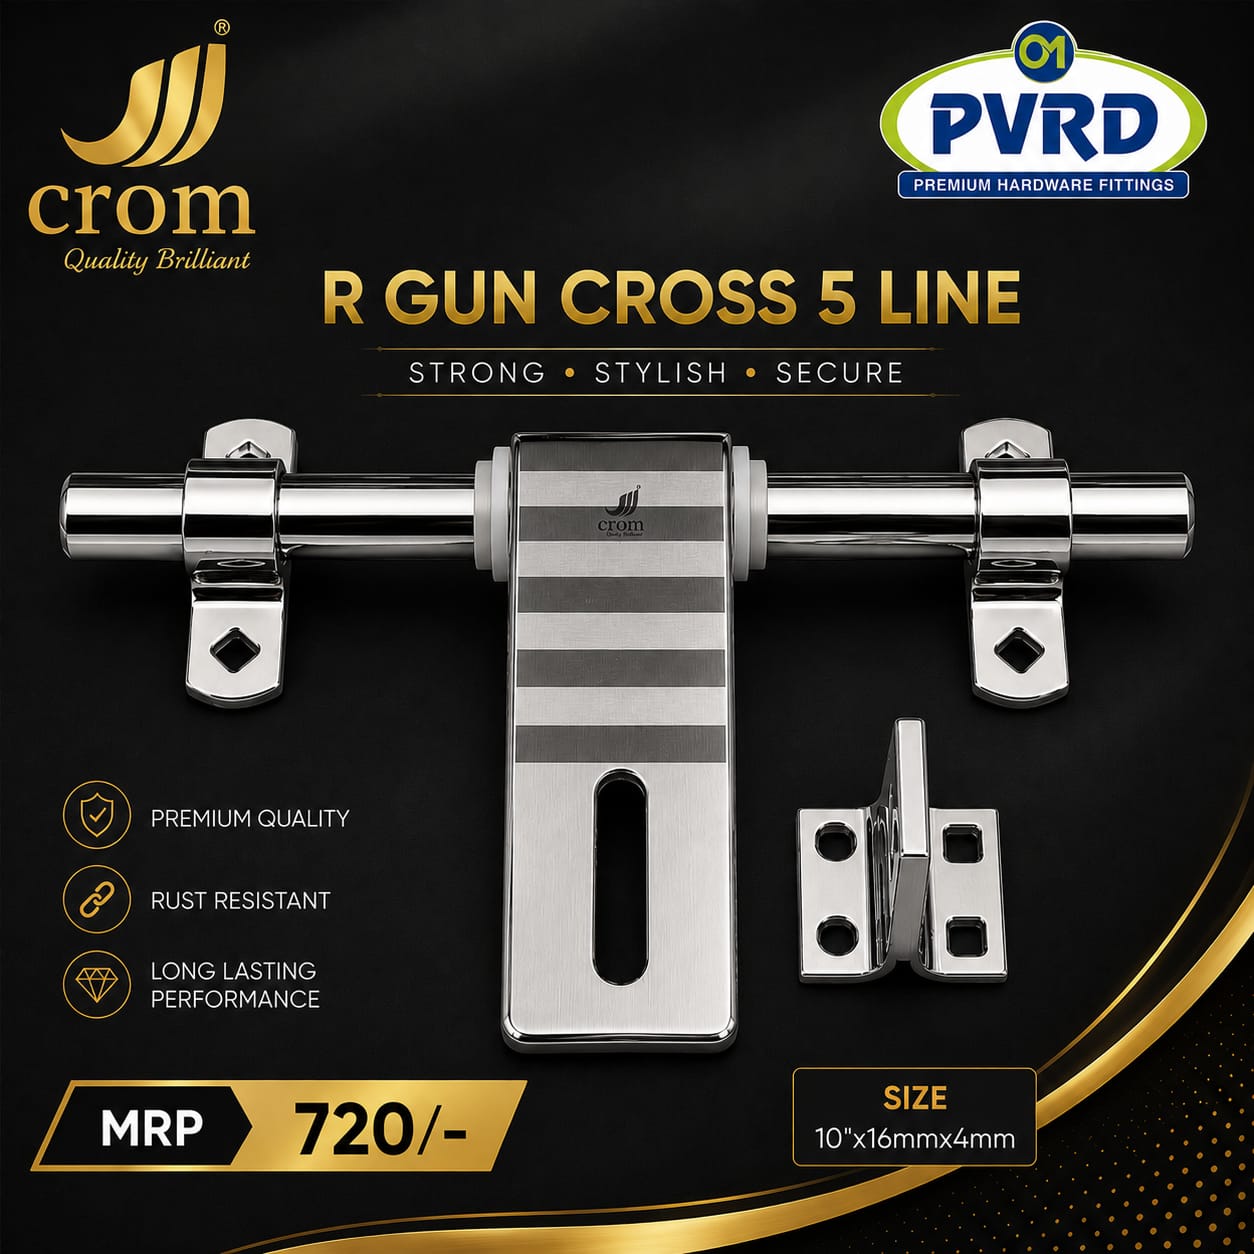 ®
crom
Quality Brilliant
OM
PVRD
PREMIUM HARDWARE FITTINGS
R GUN CROSS 5 LINE
STRONG • STYLISH • SECURE
crom
Quality Brilliant
PREMIUM QUALITY
RUST RESISTANT
LONG LASTING
PERFORMANCE
MRP 720/-
SIZE
10"x16mmx4mm